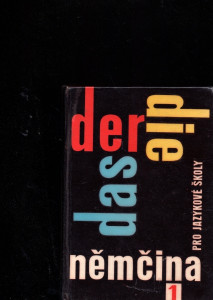 der
die
das
PRO JAZYKOVÉ ŠKOLY
němčina
1